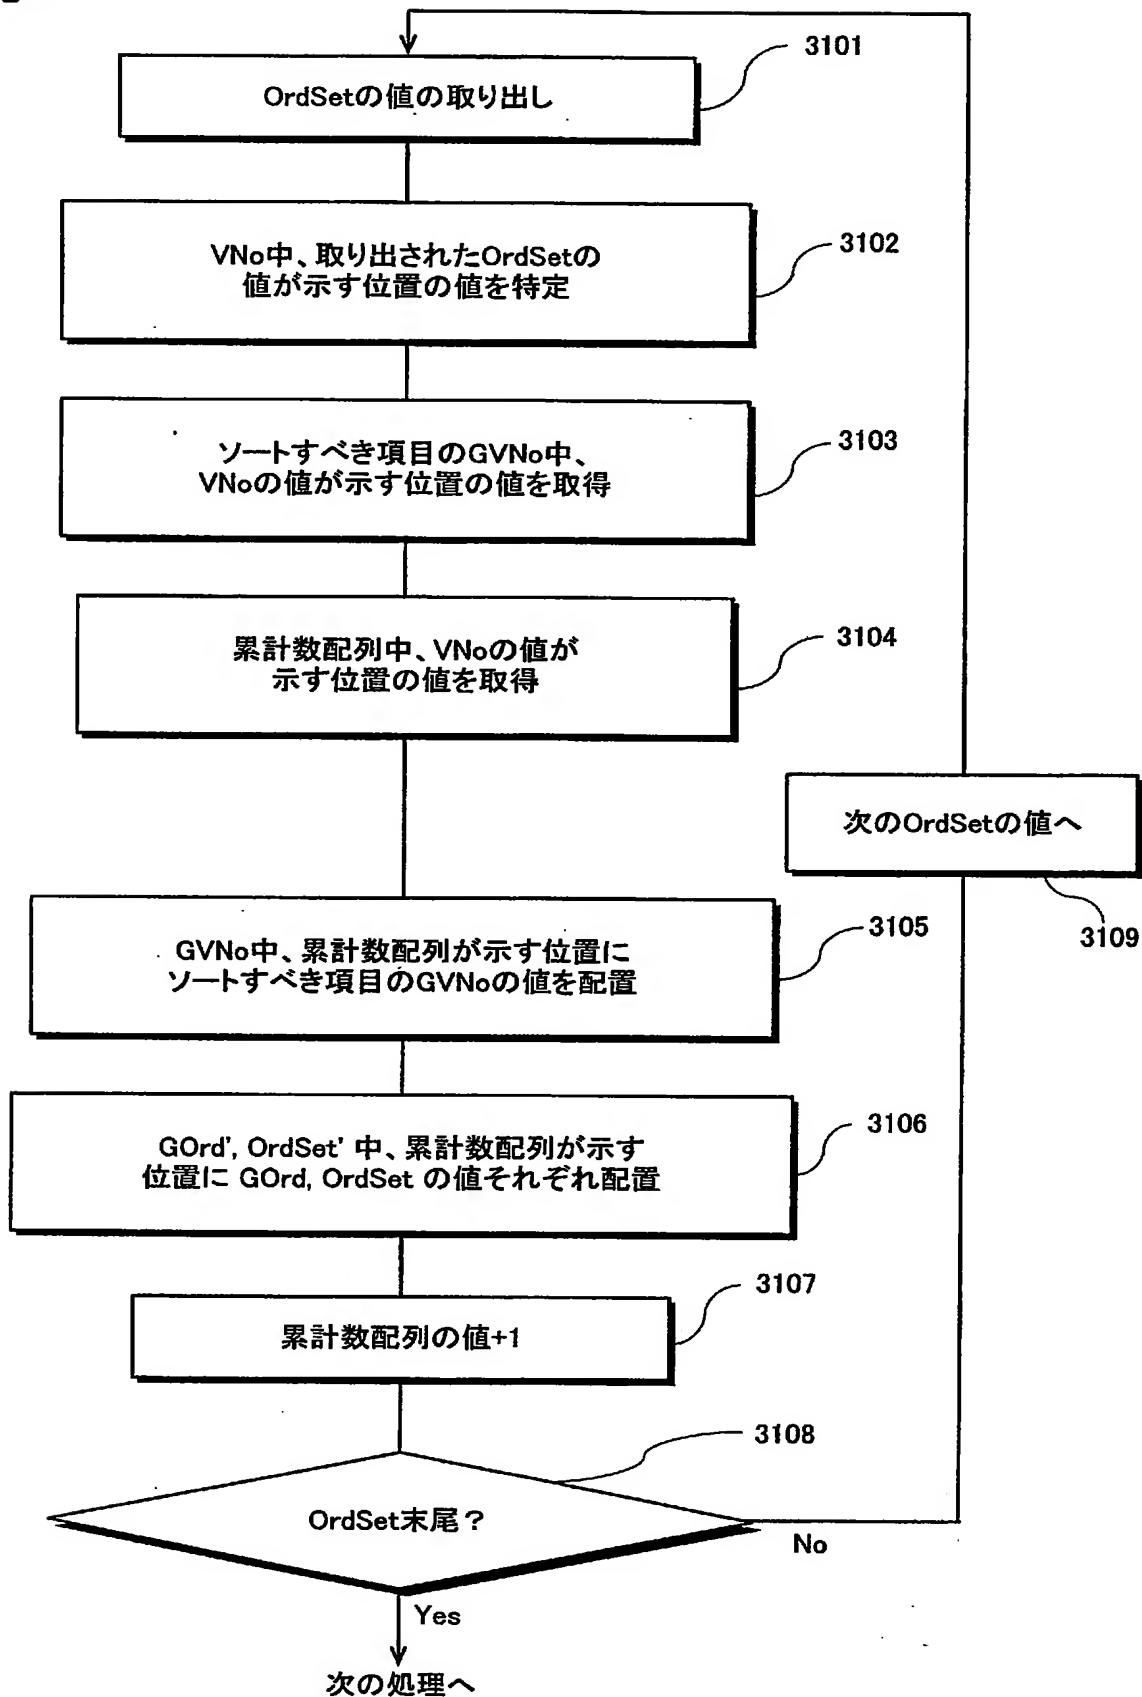 3101
OrdSetの値の取り出し
3102
VNo中、取り出されたOrdSetの
値が示す位置の値を特定
3103
ソートすべき項目のGVNo中、
VNoの値が示す位置の値を取得
3104
累計数配列中、VNoの値が
示す位置の値を取得
次のOrdSetの値へ
3109
3105
GVNo中、累計数配列が示す位置に
ソートすべき項目のGVNoの値を配置
3106
GOrd', OrdSet' 中、累計数配列が示す
位置に GOrd, OrdSet の値それぞれ配置
3107
累計数配列の値+1
3108
OrdSet末尾？
No
Yes
次の処理へ